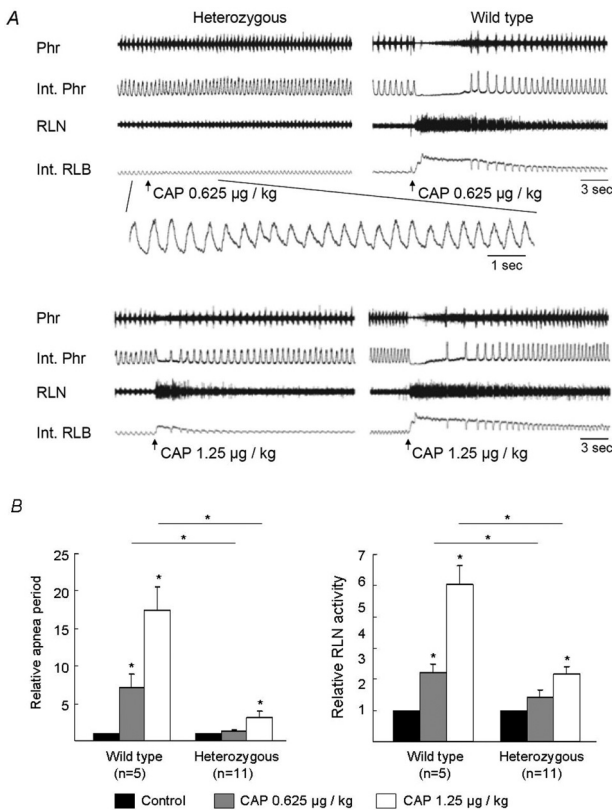 A
Heterozygous Wild type
Phr
Int. Phr
RLN
Int. RLB
CAP 0.625 µg / kg CAP 0.625 µg / kg 3 sec
1 sec
Phr
Int. Phr
RLN
Int. RLB
CAP 1.25 µg / kg CAP 1.25 µg / kg 3 sec
B
* *
* *
25 7
20 6
15 5
10 4
5 3
2
1
* * *
* * *
Relative apnea period Relative RLN activity
Wild type Heterozygous Wild type Heterozygous
(n=5) (n=11) (n=5) (n=11)
Control CAP 0.625 µg / kg CAP 1.25 µg / kg